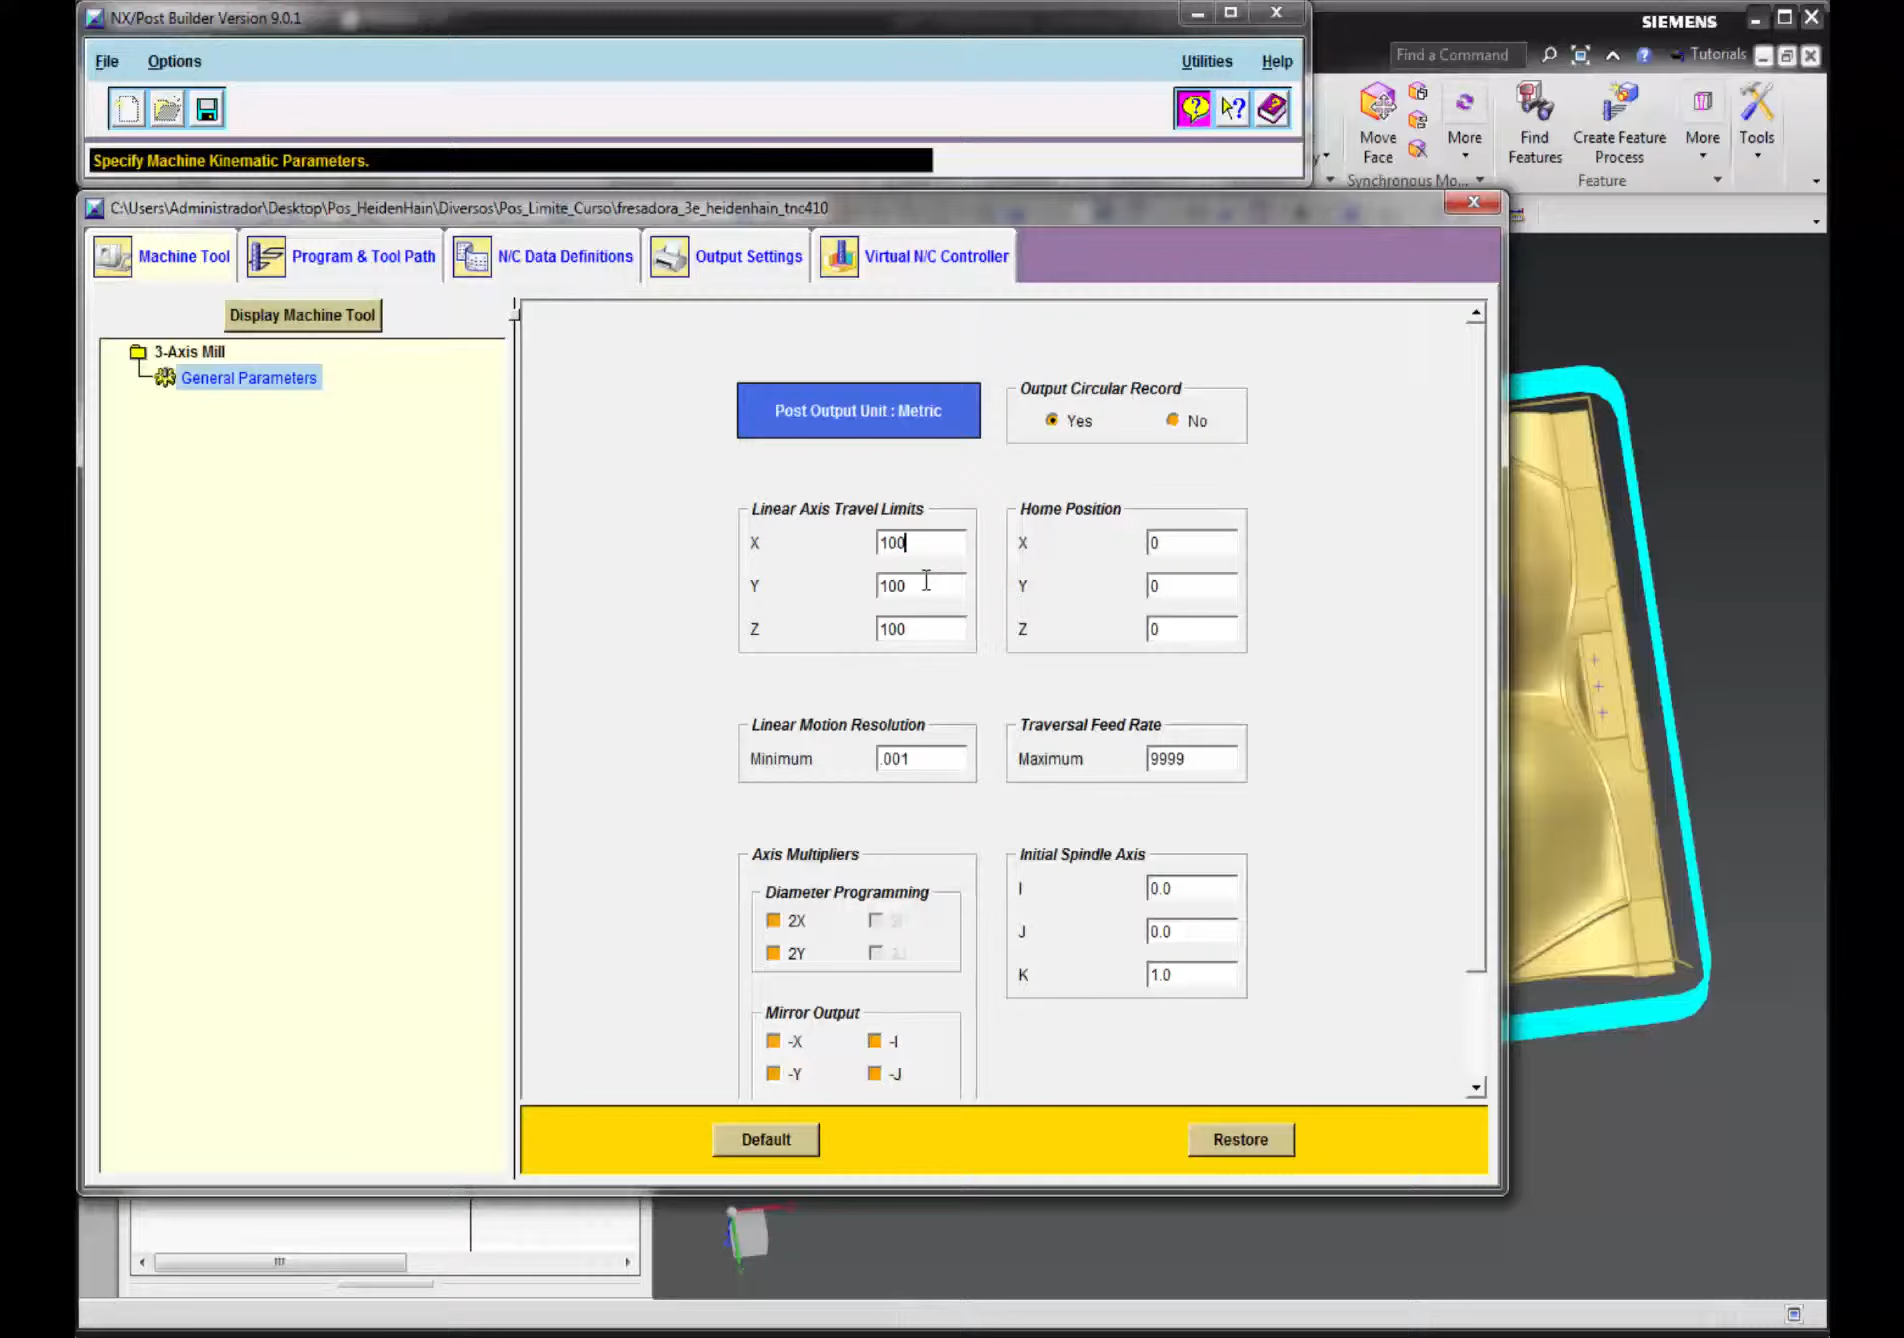 NX/Post Builder Version 9.0.1
SIEMENS
File Options Utilities Help
Find a Command
Tutorials
Move Face
More
Find Features
Create Feature Process
More
Tools
Synchronous Mo...
Feature
Specify Machine Kinematic Parameters.
C:\Users\Administrador\Desktop\Pos_HeidenHain\Diversos\Pos_Limite_Curso\fresadora_3e_heidenhain_tnc410
Machine Tool
Program & Tool Path
N/C Data Definitions
Output Settings
Virtual N/C Controller
Display Machine Tool
3-Axis Mill
General Parameters
Post Output Unit : Metric
Output Circular Record
Yes No
Linear Axis Travel Limits
X 100
Y 100
Z 100
Home Position
X 0
Y 0
Z 0
Linear Motion Resolution
Minimum .001
Traversal Feed Rate
Maximum 9999
Axis Multipliers
Diameter Programming
2X
2Y
Mirror Output
-X -I
-Y -J
Initial Spindle Axis
I 0.0
J 0.0
K 1.0
Default
Restore